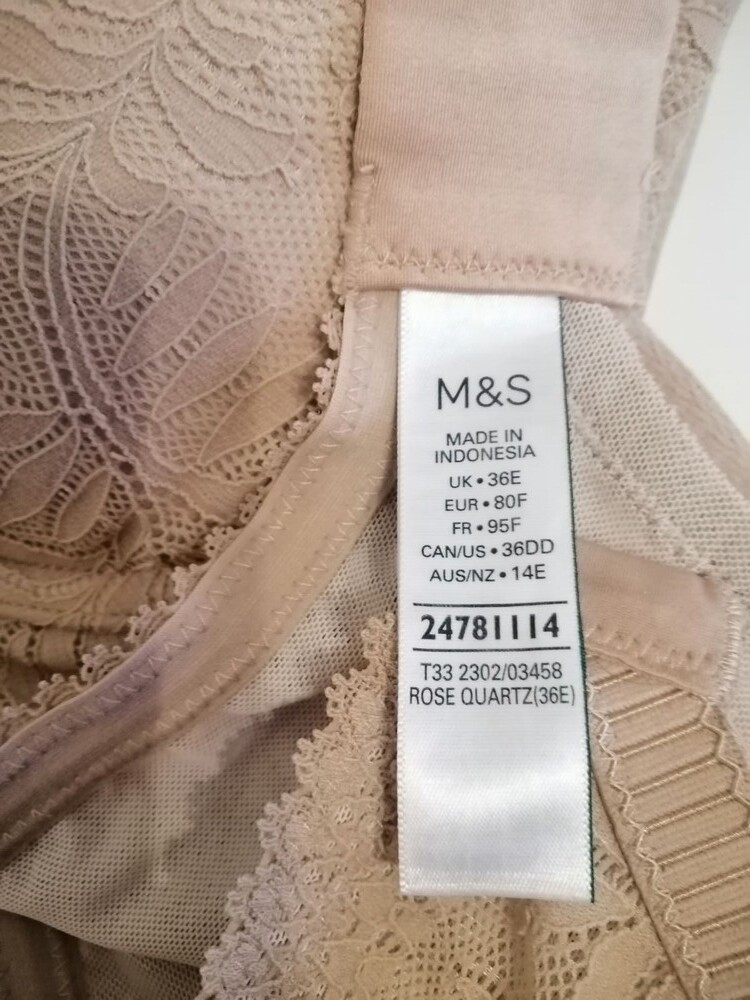 M&S
MADE IN
INDONESIA
UK • 36E
EUR • 80F
FR • 95F
CAN/US • 36DD
AUS/NZ • 14E
24781114
T33 2302/03458
ROSE QUARTZ(36E)